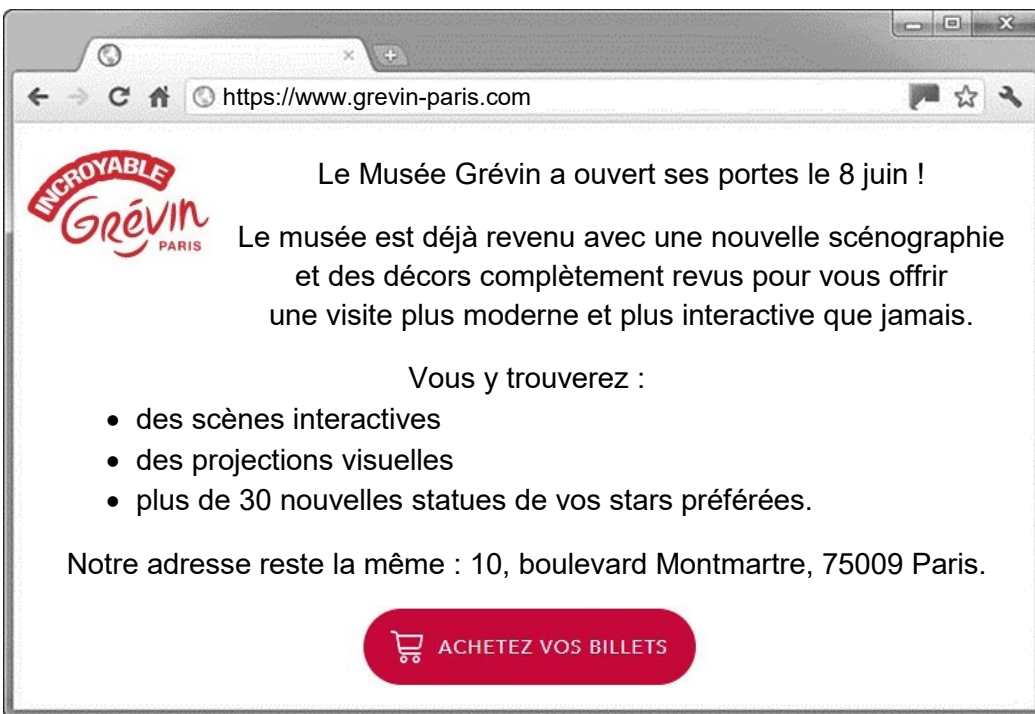 https://www.grevin-paris.com
INCROYABLE
Grévin
PARIS
Le Musée Grévin a ouvert ses portes le 8 juin !
Le musée est déjà revenu avec une nouvelle scénographie
et des décors complètement revus pour vous offrir
une visite plus moderne et plus interactive que jamais.
Vous y trouverez :
• des scènes interactives
• des projections visuelles
• plus de 30 nouvelles statues de vos stars préférées.
Notre adresse reste la même : 10, boulevard Montmartre, 75009 Paris.
ACHETEZ VOS BILLETS